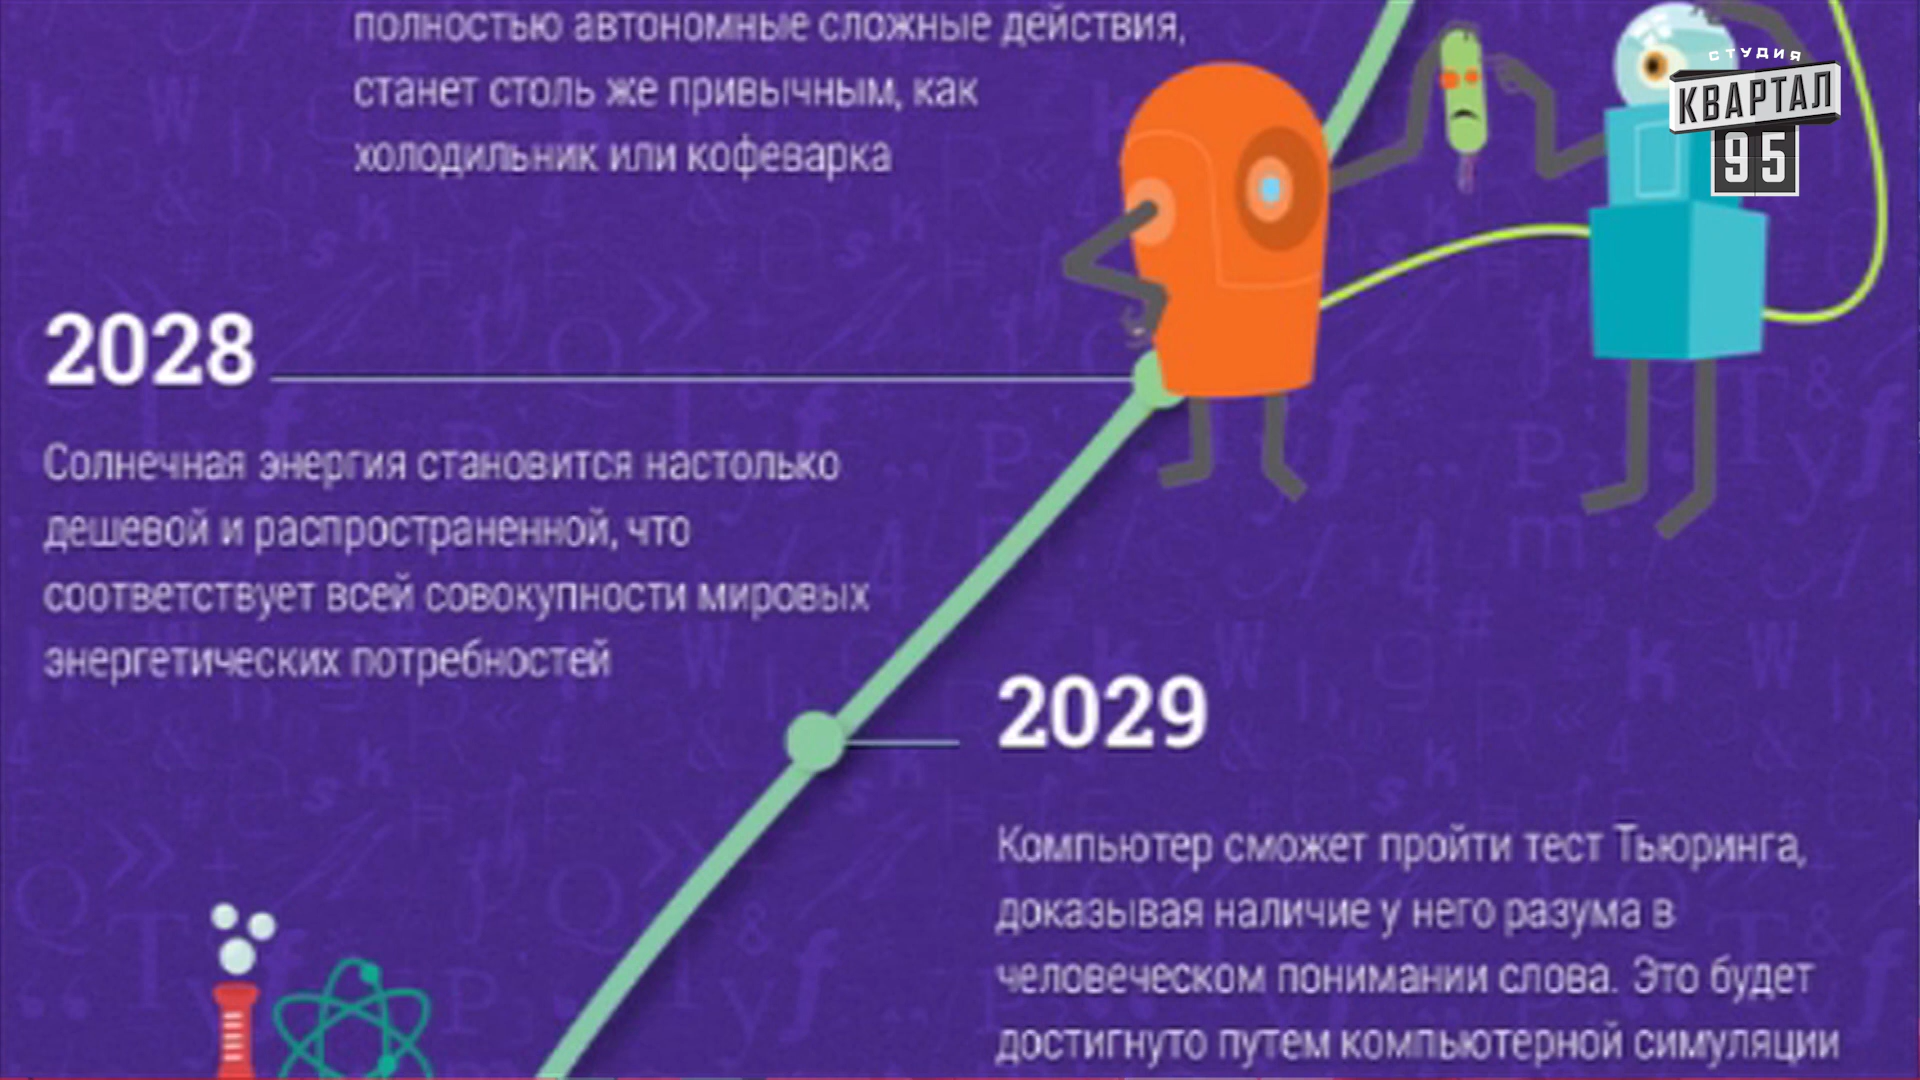 полностью автономные сложные действия,
станет столь же привычным, как
холодильник или кофеварка
СТУДИЯ
КВАРТАЛ
95
2028
Солнечная энергия становится настолько
дешевой и распространенной, что
соответствует всей совокупности мировых
энергетических потребностей
2029
Компьютер сможет пройти тест Тьюринга,
доказывая наличие у него разума в
человеческом понимании слова. Это будет
достигнуто путем компьютерной симуляции